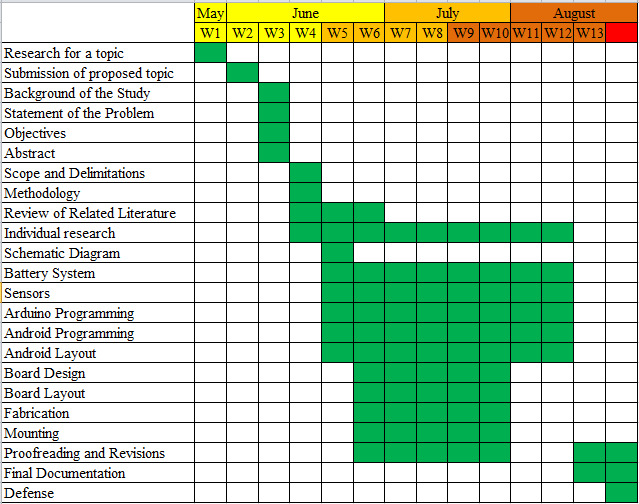 May June July August
W1 W2 W3 W4 W5 W6 W7 W8 W9 W10 W11 W12 W13
Research for a topic
Submission of proposed topic
Background of the Study
Statement of the Problem
Objectives
Abstract
Scope and Delimitations
Methodology
Review of Related Literature
Individual research
Schematic Diagram
Battery System
Sensors
Arduino Programming
Android Programming
Android Layout
Board Design
Board Layout
Fabrication
Mounting
Proofreading and Revisions
Final Documentation
Defense